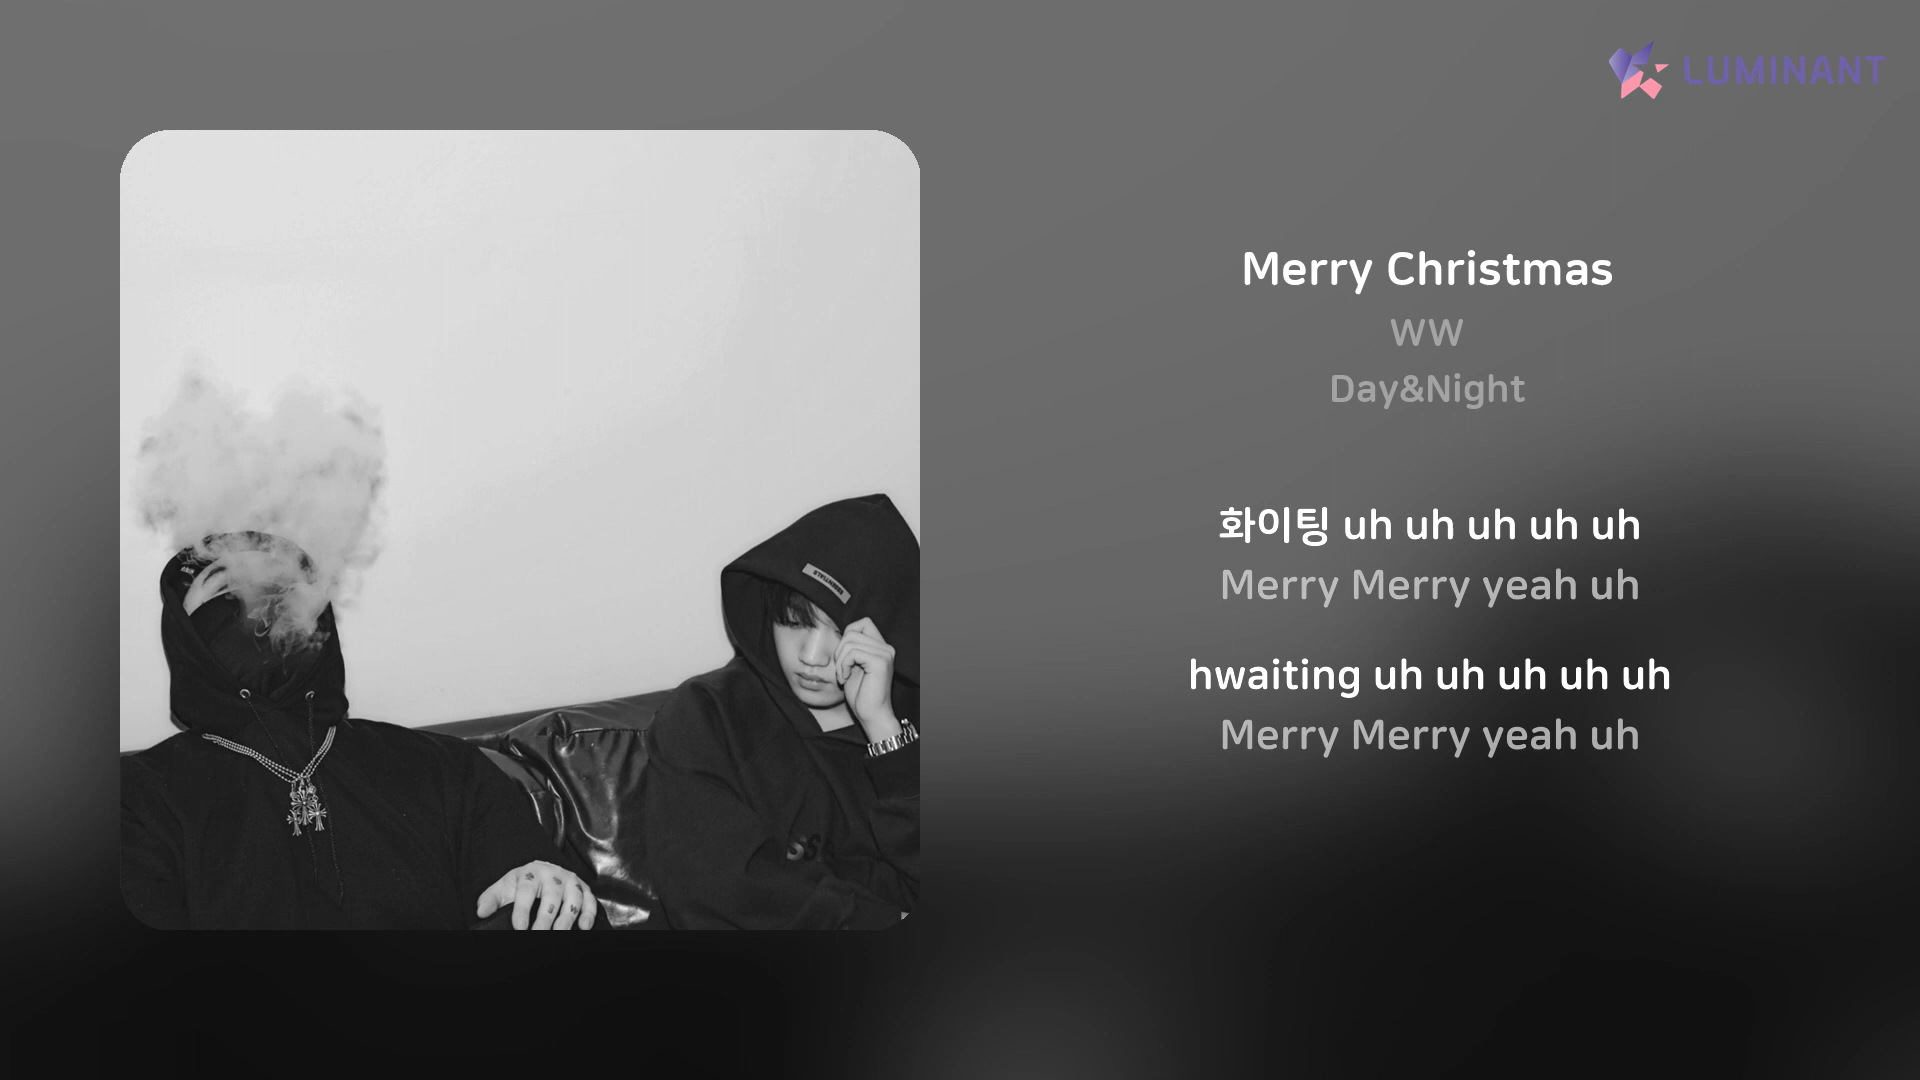 LUMINANT
Merry Christmas
WW
Day&Night
화이팅 uh uh uh uh uh
Merry Merry yeah uh
hwaiting uh uh uh uh uh
Merry Merry yeah uh